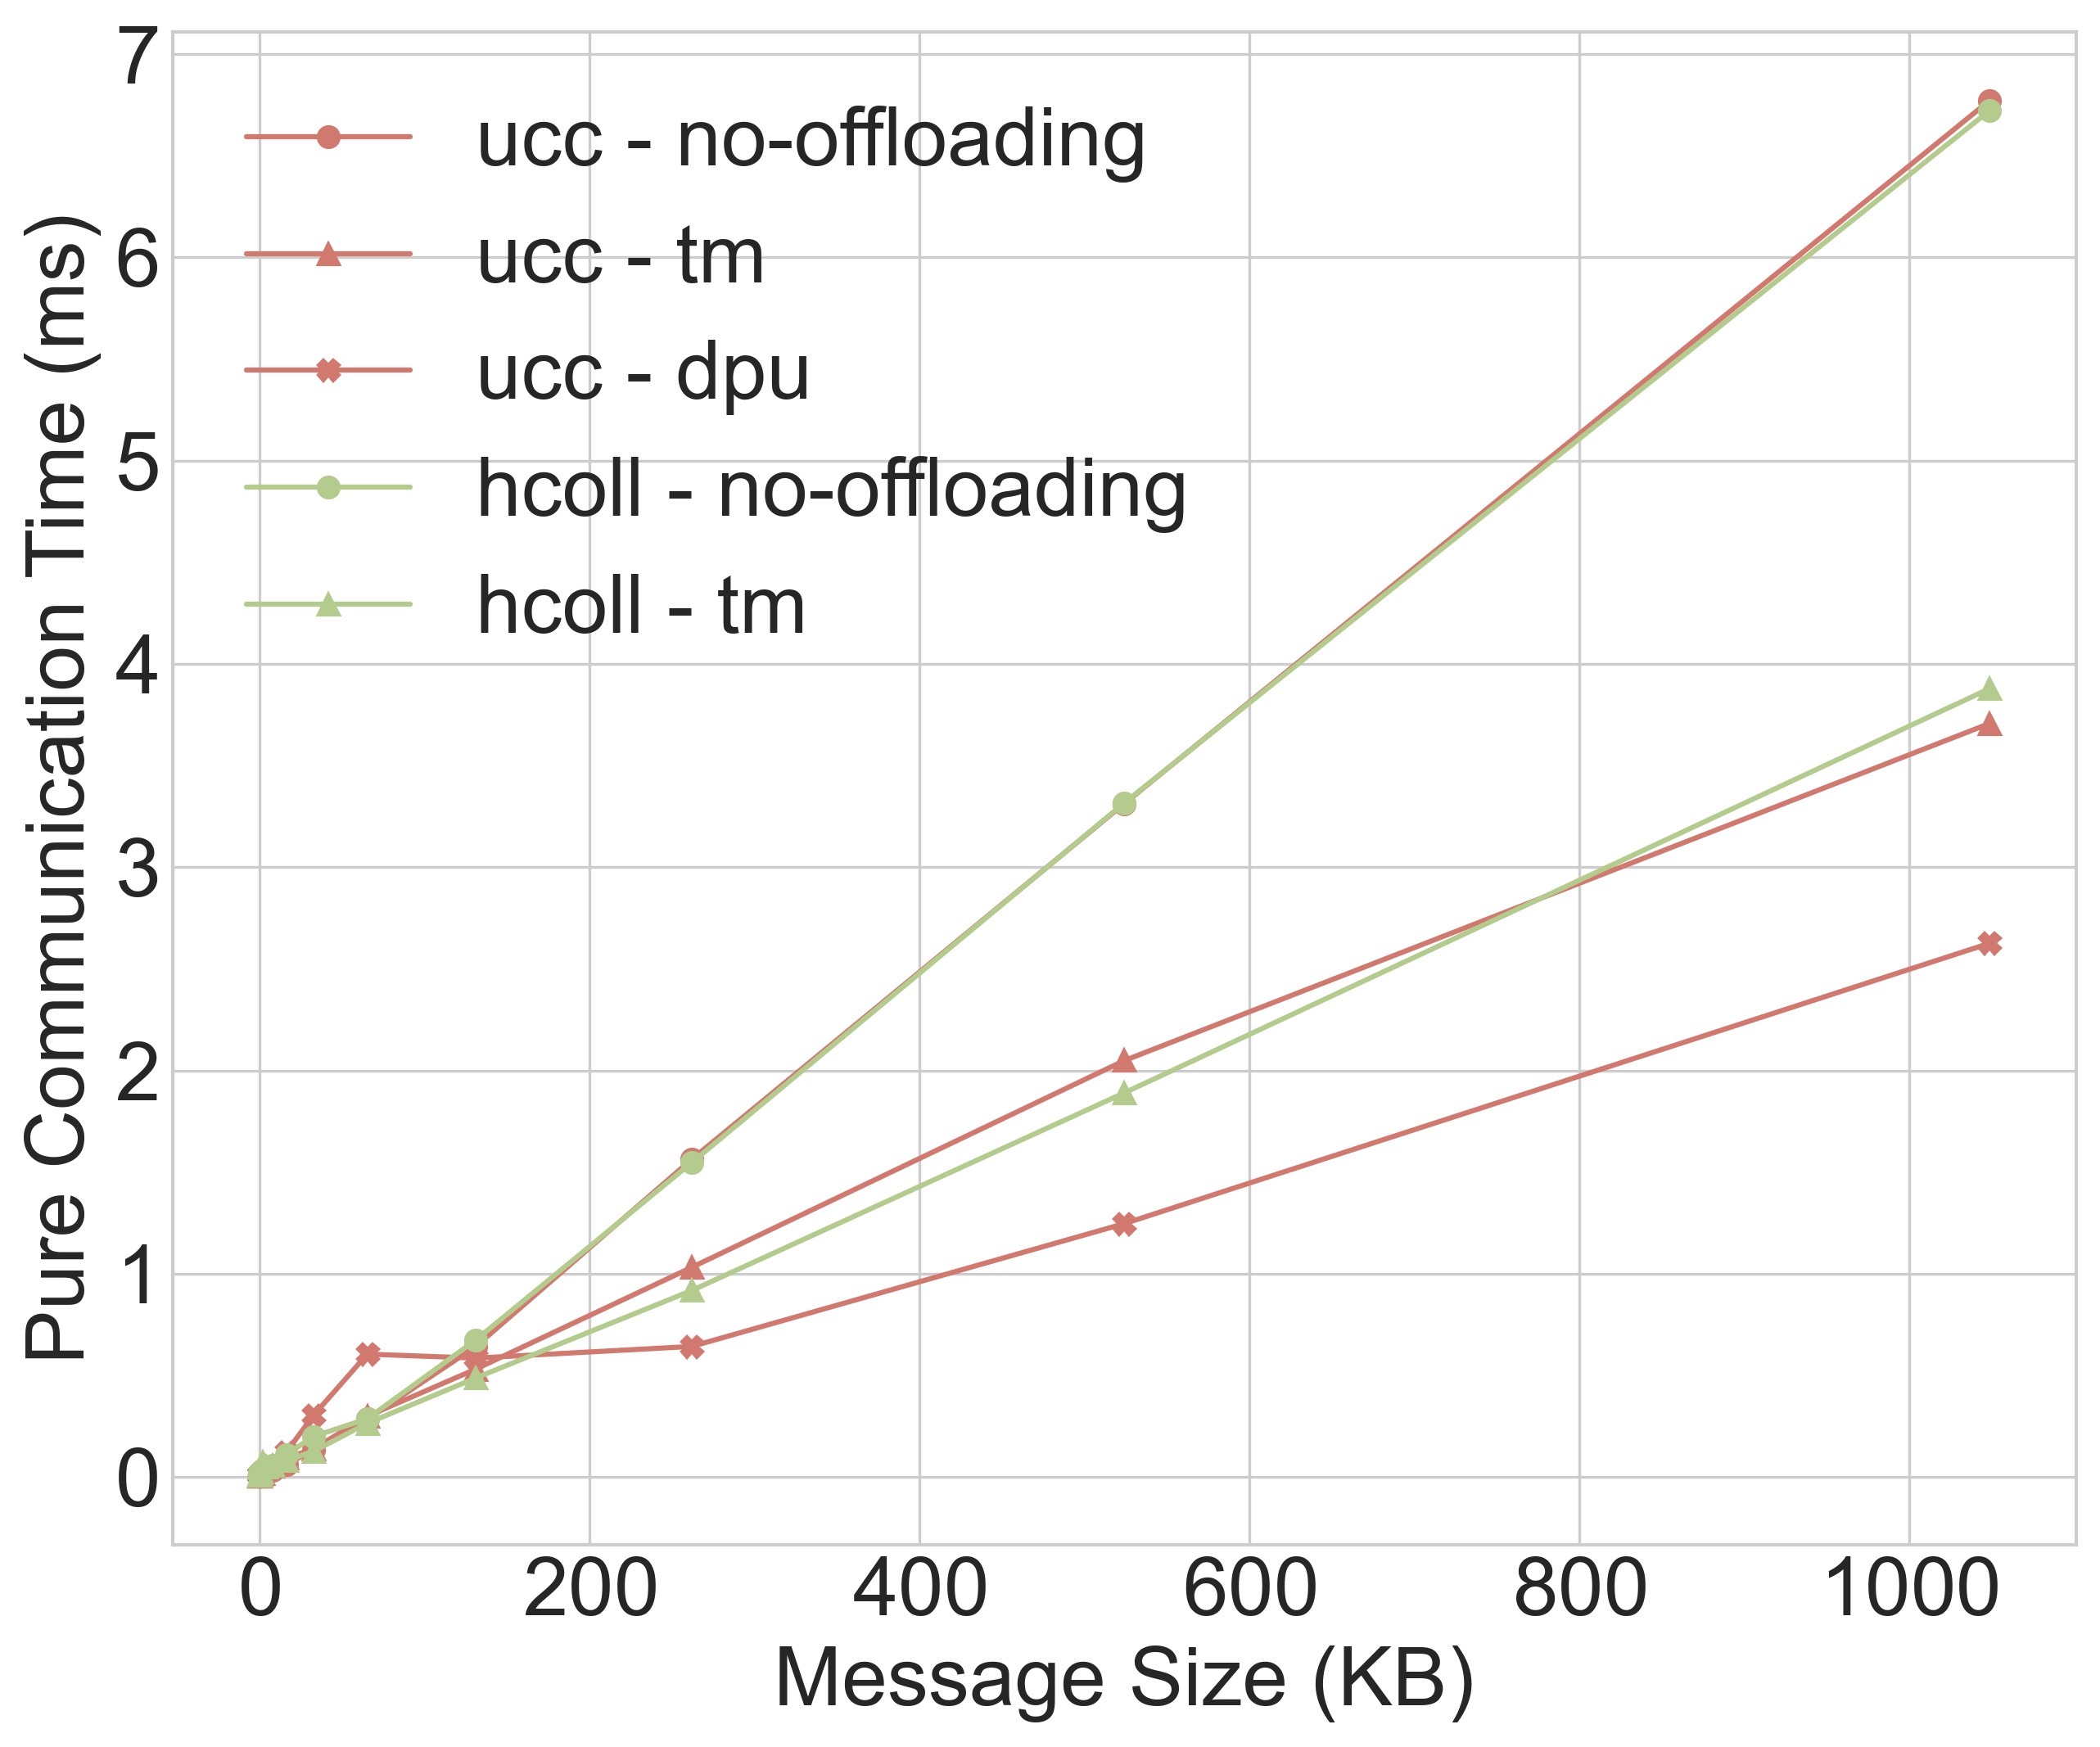 7
6
5
4
3
2
1
0
Pure Communication Time (ms)
ucc - no-offloading
ucc - tm
ucc - dpu
hcoll - no-offloading
hcoll - tm
0 200 400 600 800 1000
Message Size (KB)